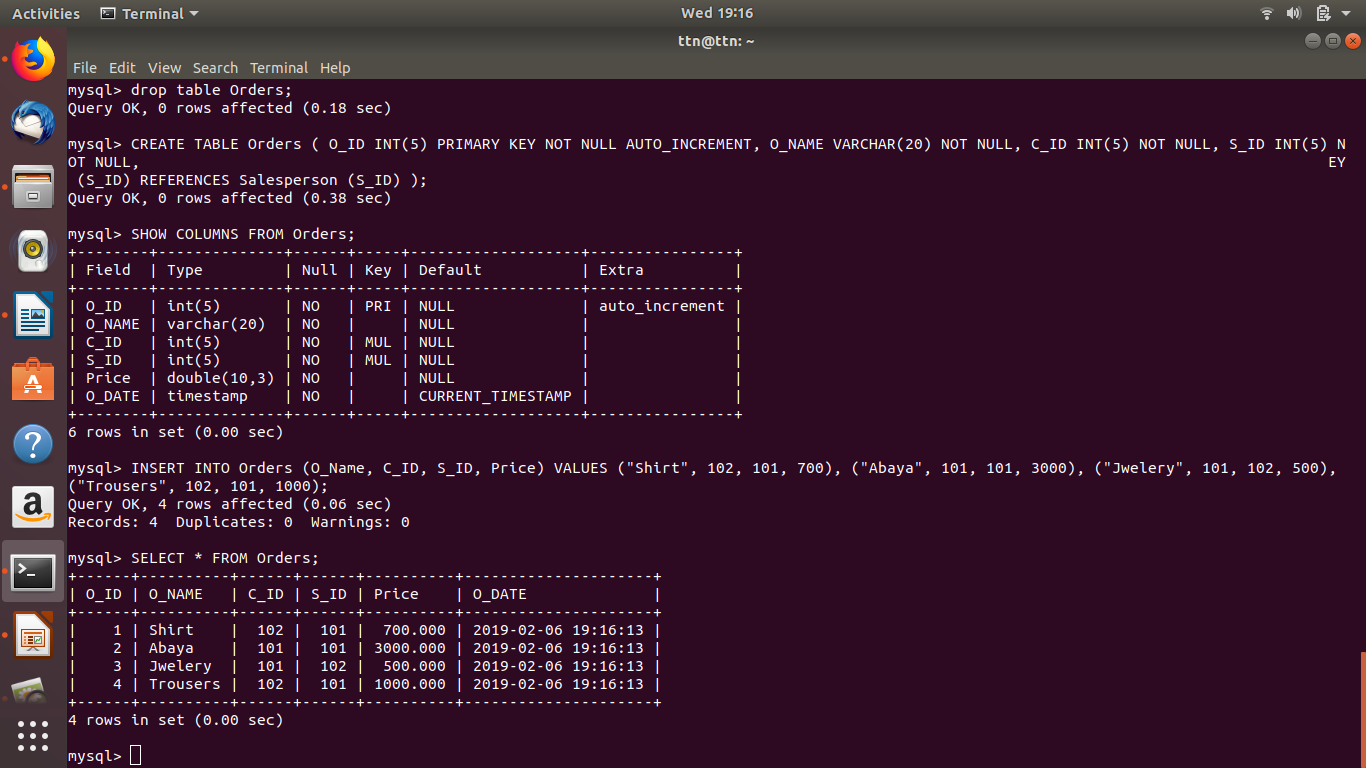 Activities Terminal Wed 19:16
ttn@ttn: ~
File Edit View Search Terminal Help
mysql> drop table Orders;
Query OK, 0 rows affected (0.18 sec)
mysql> CREATE TABLE Orders ( O_ID INT(5) PRIMARY KEY NOT NULL AUTO_INCREMENT, O_NAME VARCHAR(20) NOT NULL, C_ID INT(5) NOT NULL, S_ID INT(5) N
OT NULL, EY
 (S_ID) REFERENCES Salesperson (S_ID) );
Query OK, 0 rows affected (0.38 sec)
mysql> SHOW COLUMNS FROM Orders;
+--------+--------------+------+-----+-------------------+----------------+
| Field  | Type         | Null | Key | Default           | Extra          |
+--------+--------------+------+-----+-------------------+----------------+
| O_ID   | int(5)       | NO   | PRI | NULL              | auto_increment |
| O_NAME | varchar(20)  | NO   |     | NULL              |                |
| C_ID   | int(5)       | NO   | MUL | NULL              |                |
| S_ID   | int(5)       | NO   | MUL | NULL              |                |
| Price  | double(10,3) | NO   |     | NULL              |                |
| O_DATE | timestamp    | NO   |     | CURRENT_TIMESTAMP |                |
+--------+--------------+------+-----+-------------------+----------------+
6 rows in set (0.00 sec)
mysql> INSERT INTO Orders (O_Name, C_ID, S_ID, Price) VALUES ("Shirt", 102, 101, 700), ("Abaya", 101, 101, 3000), ("Jwelery", 101, 102, 500),
("Trousers", 102, 101, 1000);
Query OK, 4 rows affected (0.06 sec)
Records: 4  Duplicates: 0  Warnings: 0
mysql> SELECT * FROM Orders;
+------+----------+------+------+----------+---------------------+
| O_ID | O_NAME   | C_ID | S_ID | Price    | O_DATE              |
+------+----------+------+------+----------+---------------------+
|    1 | Shirt    |  102 |  101 |  700.000 | 2019-02-06 19:16:13 |
|    2 | Abaya    |  101 |  101 | 3000.000 | 2019-02-06 19:16:13 |
|    3 | Jwelery  |  101 |  102 |  500.000 | 2019-02-06 19:16:13 |
|    4 | Trousers |  102 |  101 | 1000.000 | 2019-02-06 19:16:13 |
+------+----------+------+------+----------+---------------------+
4 rows in set (0.00 sec)
mysql>